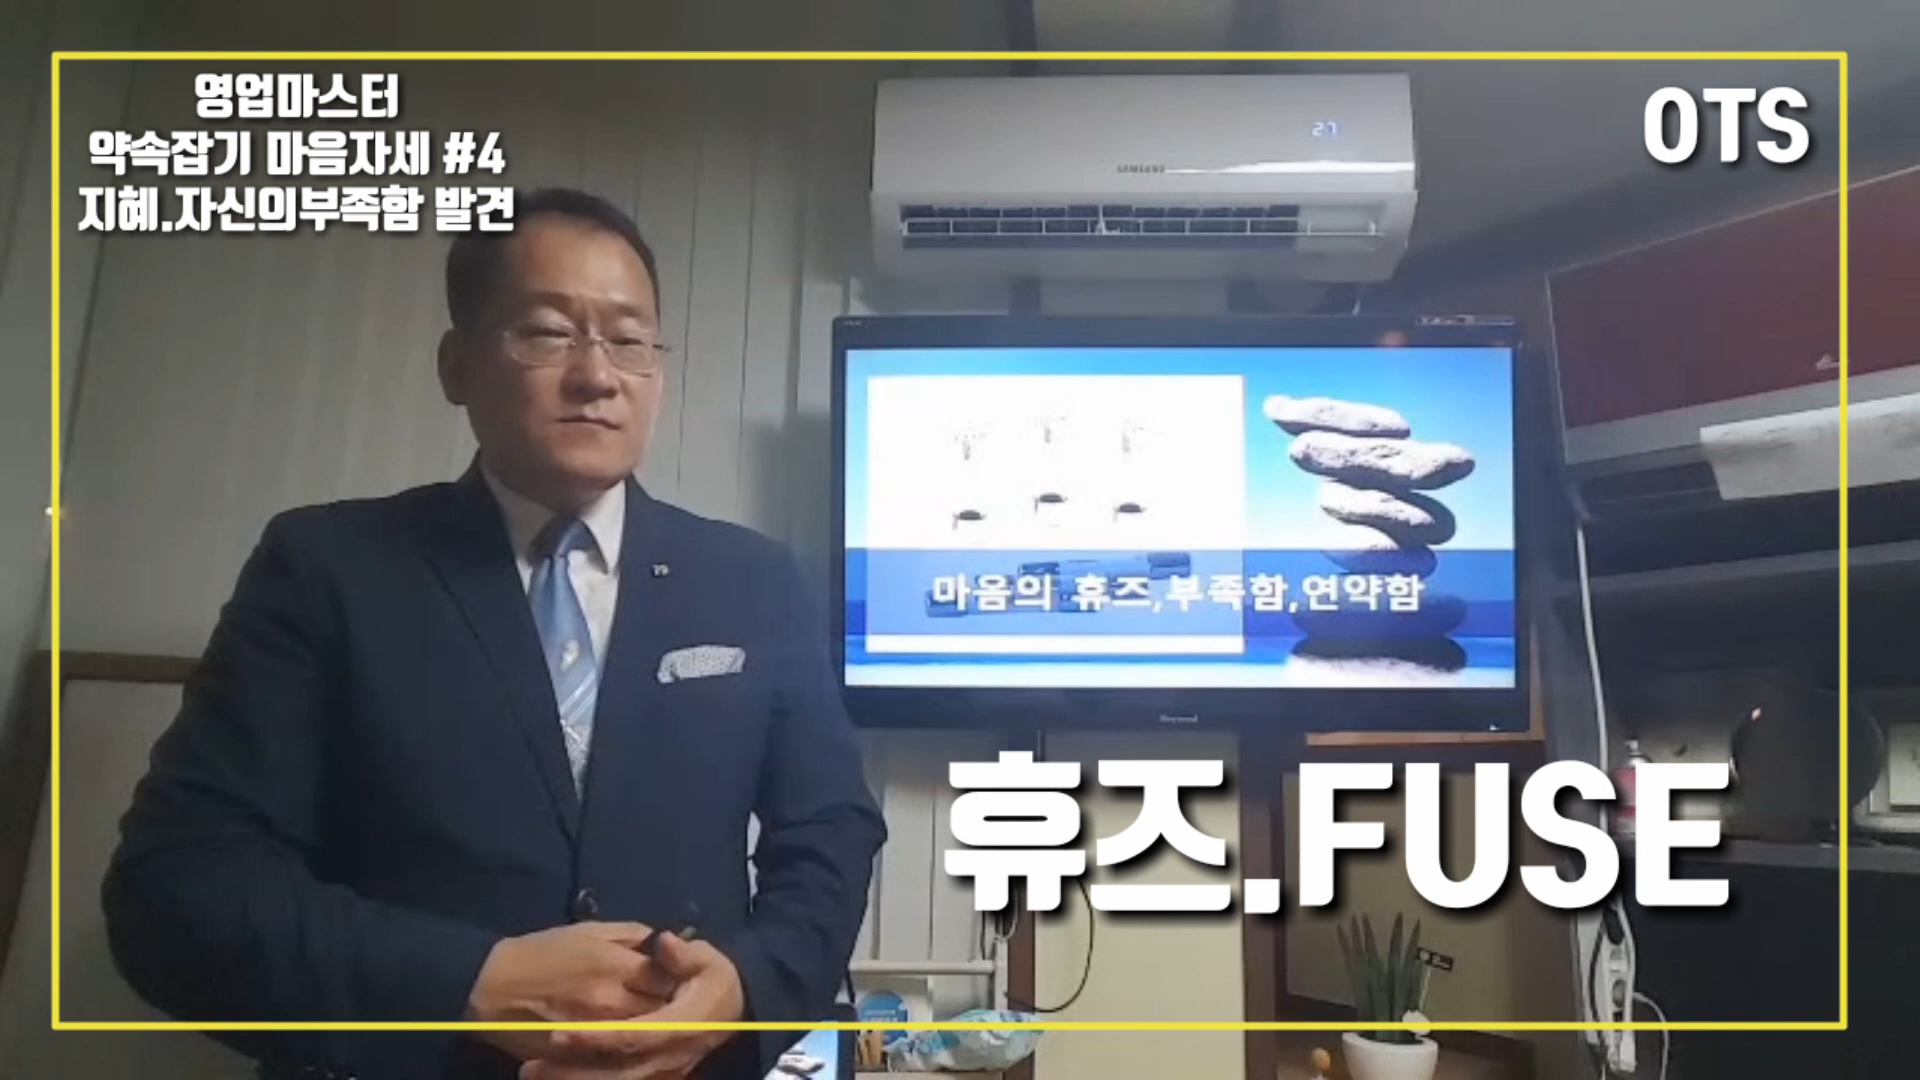 영업마스터
약속잡기 마음자세 #4
지혜.자신의부족함 발견
OTS
27
SAMSUNG
마음의 휴즈,부족함,연약함
휴즈.FUSE